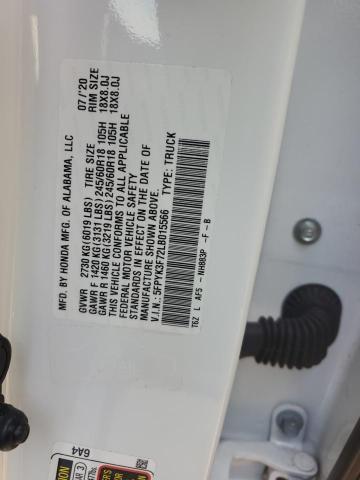 MFD. BY HONDA MFG. OF ALABAMA, LLC 07/'20
GVWR 2730 KG(6019 LBS) TIRE SIZE RIM SIZE
GAWR F 1420 KG(3131 LBS) 245/60R18 105H 18X8.0J
GAWR R 1460 KG(3219 LBS) 245/60R18 105H 18X8.0J
THIS VEHICLE CONFORMS TO ALL APPLICABLE
FEDERAL MOTOR VEHICLE SAFETY
STANDARDS IN EFFECT ON THE DATE OF
MANUFACTURE SHOWN ABOVE.
V.I.N.: 5FPYK3F72LB015566 TYPE: TRUCK
T6Z L AF5 - NH883P -F -B
6A4